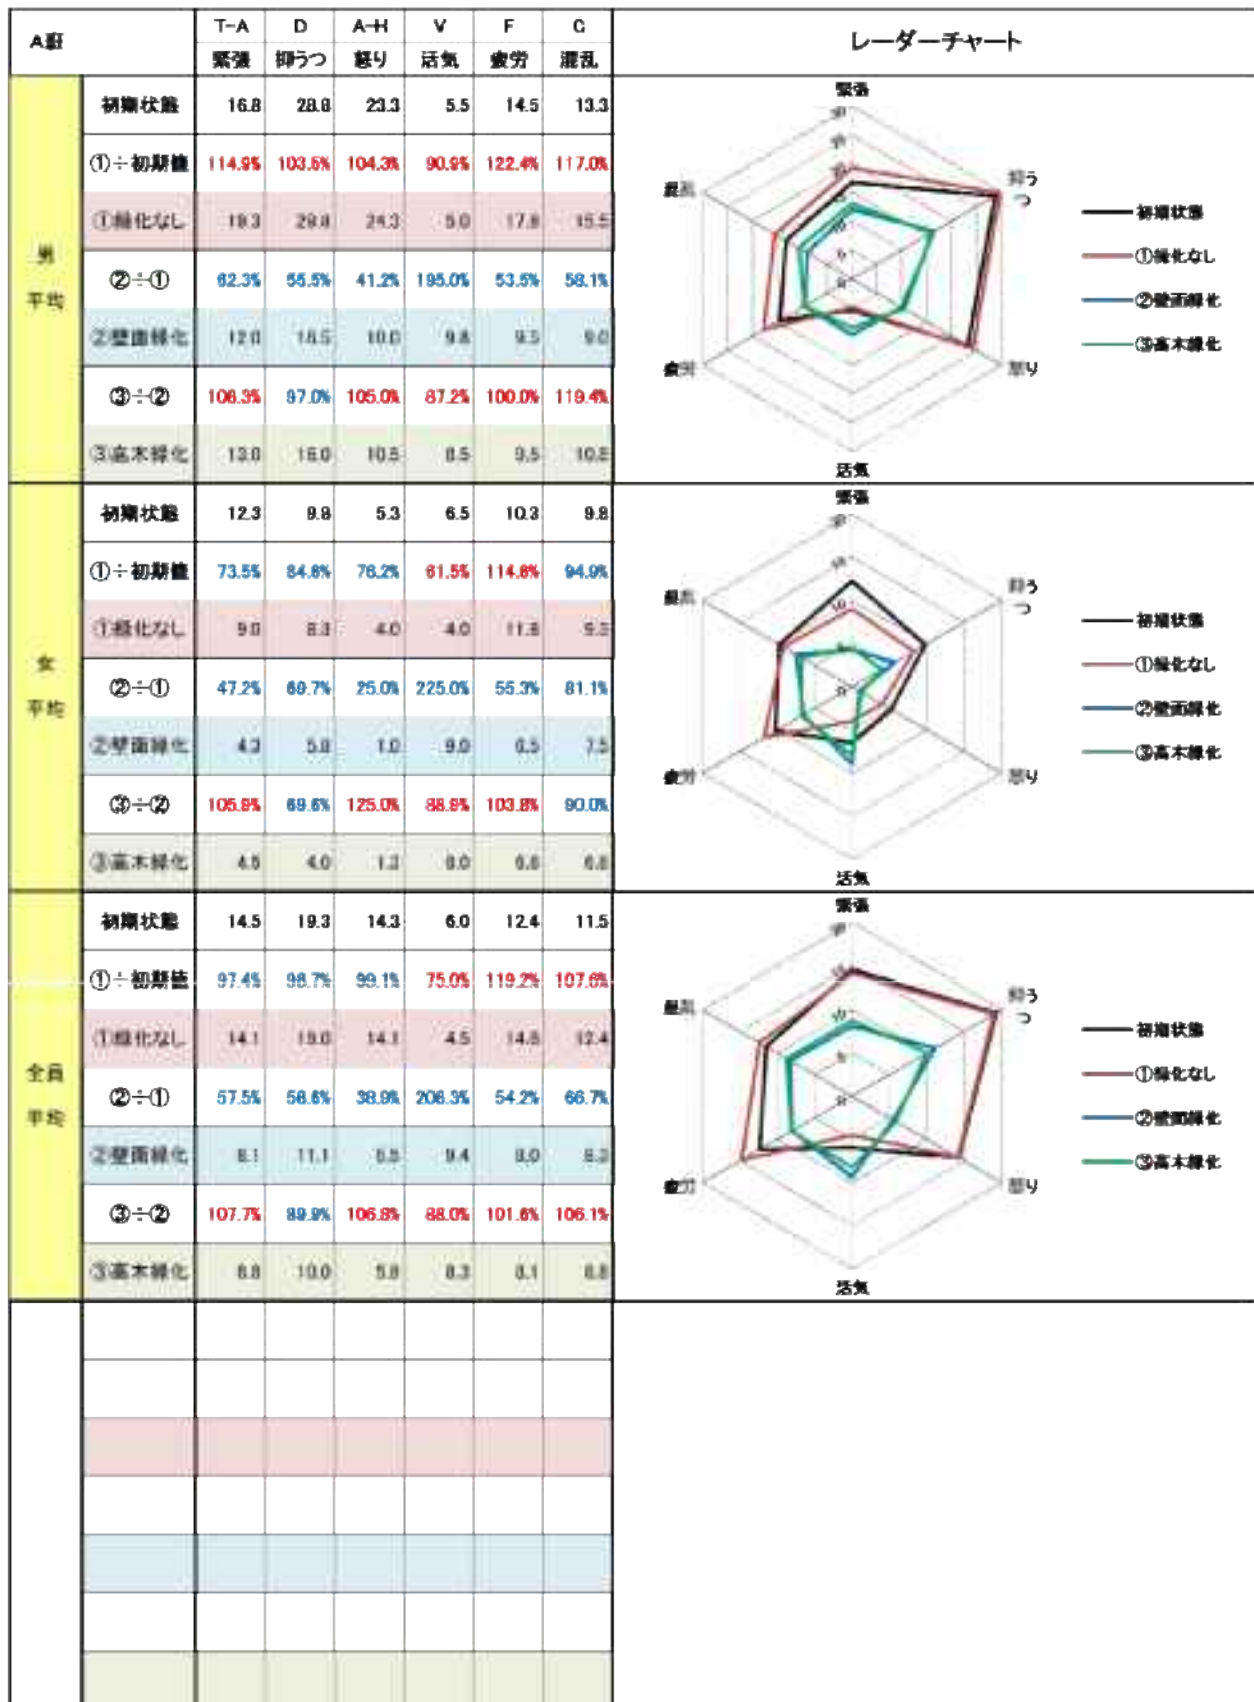 A班 T-A D A-H V F C レーダーチャート
緊張 抑うつ 怒り 活気 疲労 混乱
男
平均
初期状態 16.8 28.8 23.3 5.5 14.5 13.3
①÷初期値 114.9% 103.5% 104.3% 90.9% 122.4% 117.0%
①緑化なし 19.3 29.8 24.3 5.0 17.8 15.5
②÷① 62.3% 55.5% 41.2% 195.0% 53.5% 58.1%
②壁面緑化 12.0 16.5 10.0 9.8 9.5 9.0
③÷② 108.3% 97.0% 105.0% 87.2% 100.0% 119.4%
③高木緑化 13.0 16.0 10.5 8.5 9.5 10.8
緊張
抑う
つ
怒り
活気
疲労
混乱
初期状態
①緑化なし
②壁面緑化
③高木緑化
女
平均
初期状態 12.3 9.8 5.3 6.5 10.3 9.8
①÷初期値 73.5% 84.6% 76.2% 61.5% 114.6% 94.9%
①緑化なし 9.0 8.3 4.0 4.0 11.8 9.3
②÷① 47.2% 69.7% 25.0% 225.0% 55.3% 81.1%
②壁面緑化 4.3 5.8 1.0 9.0 6.5 7.5
③÷② 105.9% 69.6% 125.0% 88.9% 103.8% 90.0%
③高木緑化 4.5 4.0 1.3 8.0 6.8 6.8
緊張
抑う
つ
怒り
活気
疲労
混乱
初期状態
①緑化なし
②壁面緑化
③高木緑化
全員
平均
初期状態 14.5 19.3 14.3 6.0 12.4 11.5
①÷初期値 97.4% 98.7% 99.1% 75.0% 119.2% 107.6%
①緑化なし 14.1 19.0 14.1 4.5 14.8 12.4
②÷① 57.5% 58.6% 38.9% 208.3% 54.2% 66.7%
②壁面緑化 8.1 11.1 5.5 9.4 8.0 8.3
③÷② 107.7% 89.9% 106.8% 88.0% 101.6% 106.1%
③高木緑化 8.8 10.0 5.9 8.3 8.1 8.8
緊張
抑う
つ
怒り
活気
疲労
混乱
初期状態
①緑化なし
②壁面緑化
③高木緑化